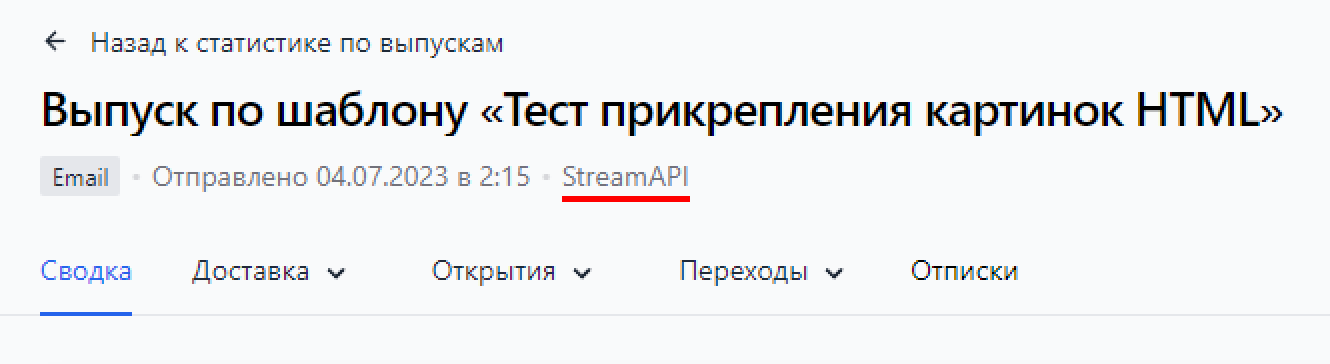 ← Назад к статистике по выпускам
Выпуск по шаблону «Тест прикрепления картинок HTML»
Email • Отправлено 04.07.2023 в 2:15 • StreamAPI
Сводка Доставка Открытия Переходы Отписки